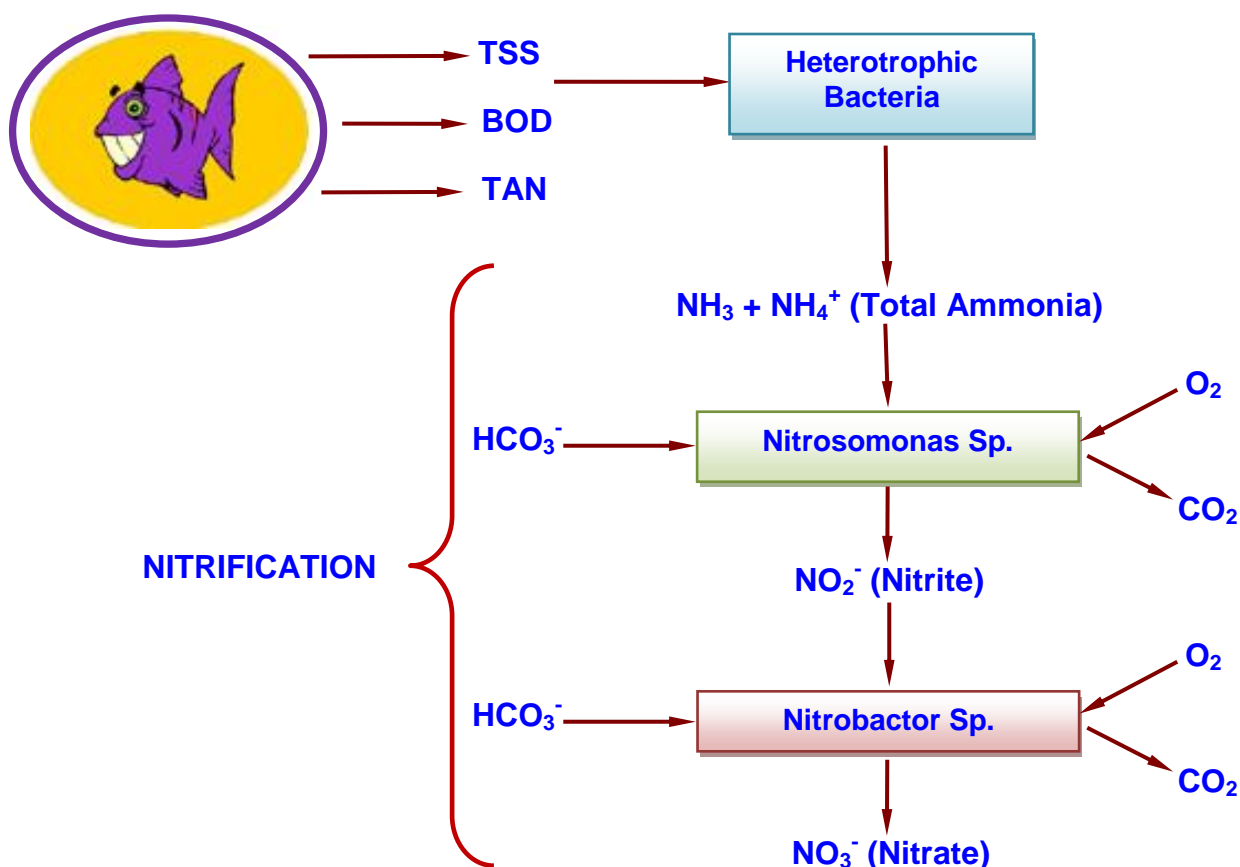 TSS
BOD
TAN
Heterotrophic
Bacteria
NH₃ + NH₄⁺ (Total Ammonia)
O₂
HCO₃⁻
Nitrosomonas Sp.
CO₂
NITRIFICATION
NO₂⁻ (Nitrite)
O₂
HCO₃⁻
Nitrobactor Sp.
CO₂
NO₃⁻ (Nitrate)